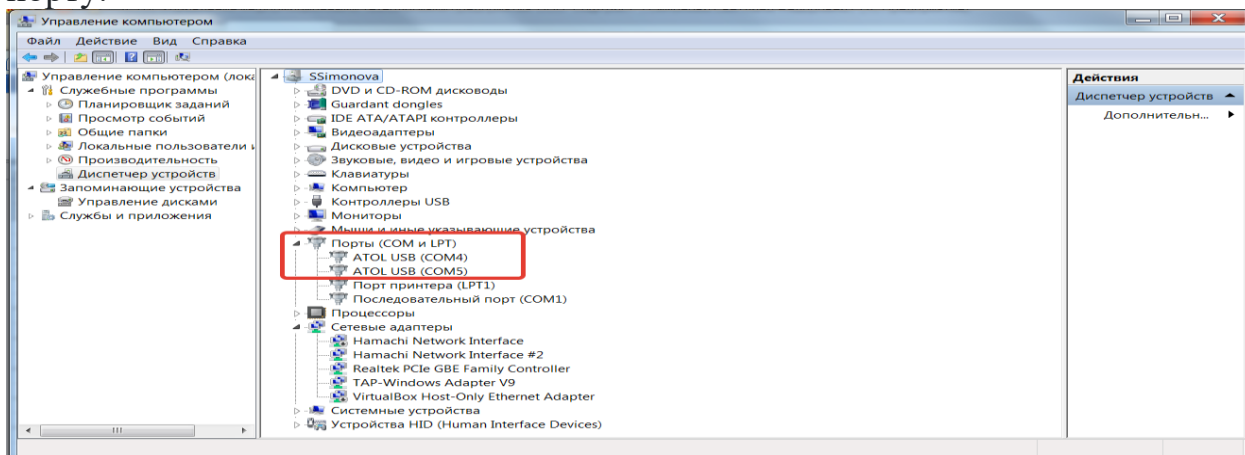 порту.
Управление компьютером
Файл Действие Вид Справка
Управление компьютером (лока
Служебные программы
Планировщик заданий
Просмотр событий
Общие папки
Локальные пользователи и
Производительность
Диспетчер устройств
Запоминающие устройства
Управление дисками
Службы и приложения
SSimonova
DVD и CD-ROM дисководы
Guardant dongles
IDE ATA/ATAPI контроллеры
Видеоадаптеры
Дисковые устройства
Звуковые, видео и игровые устройства
Клавиатуры
Компьютер
Контроллеры USB
Мониторы
Мыши и иные указывающие устройства
Порты (COM и LPT)
ATOL USB (COM4)
ATOL USB (COM5)
Порт принтера (LPT1)
Последовательный порт (COM1)
Процессоры
Сетевые адаптеры
Hamachi Network Interface
Hamachi Network Interface #2
Realtek PCIe GBE Family Controller
TAP-Windows Adapter V9
VirtualBox Host-Only Ethernet Adapter
Системные устройства
Устройства HID (Human Interface Devices)
Действия
Диспетчер устройств
Дополнительн...